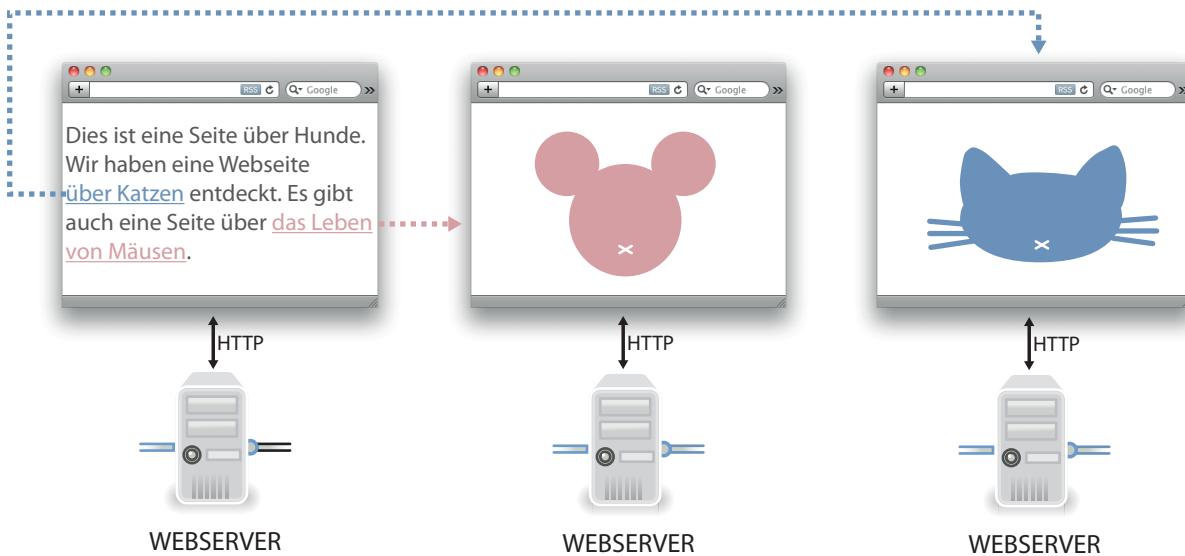 RSS
Google
RSS
Google
RSS
Google
Dies ist eine Seite über Hunde.
Wir haben eine Webseite
über Katzen entdeckt. Es gibt
auch eine Seite über das Leben
von Mäusen.
HTTP
HTTP
HTTP
WEBSERVER
WEBSERVER
WEBSERVER